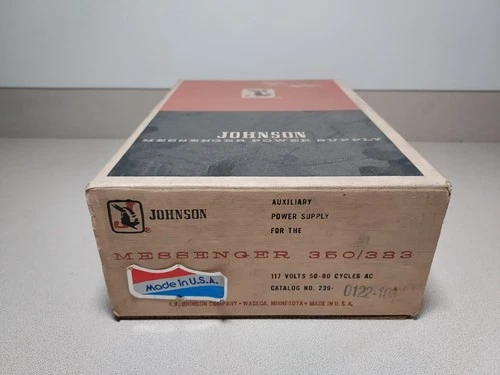 JOHNSON
MESSENGER POWER SUPPLY
JOHNSON
AUXILIARY
POWER SUPPLY
FOR THE
MESSENGER 350/333
117 VOLTS 50-60 CYCLES AC
CATALOG NO. 239-
Made in U.S.A.
JOHNSON COMPANY • WASECA, MINNESOTA • MADE IN U.S.A.